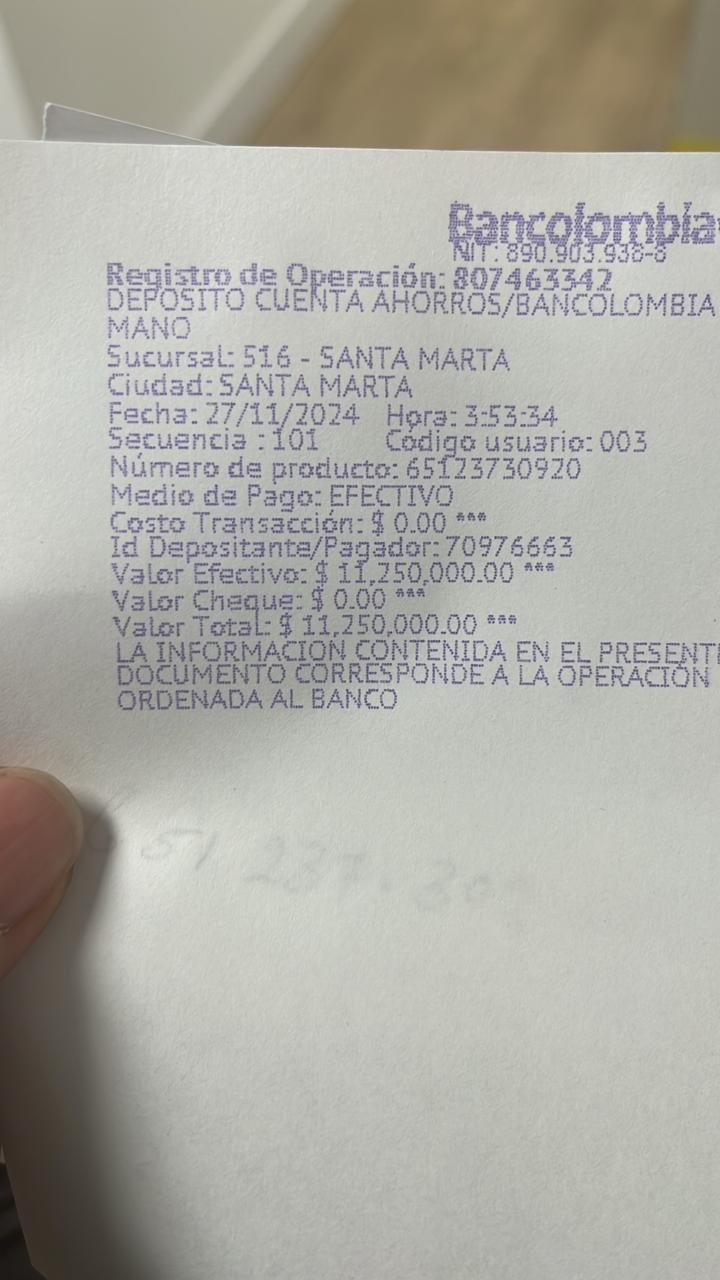 Bancolombia
NIT: 890.903.938-8
Registro de Operación: 807463342
DEPOSITO CUENTA AHORROS/BANCOLOMBIA A LA
MANO
Sucursal: 516 - SANTA MARTA
Ciudad: SANTA MARTA
Fecha: 27/11/2024 Hora: 3:53:34
Secuencia : 101 Código usuario: 003
Número de producto: 65123730920
Medio de Pago: EFECTIVO
Costo Transacción: $ 0.00 ***
Id Depositante/Pagador: 70976663
Valor Efectivo: $ 11,250,000.00 ***
Valor Cheque: $ 0.00 ***
Valor Total: $ 11,250,000.00 ***
LA INFORMACION CONTENIDA EN EL PRESENTE
DOCUMENTO CORRESPONDE A LA OPERACIÓN
ORDENADA AL BANCO